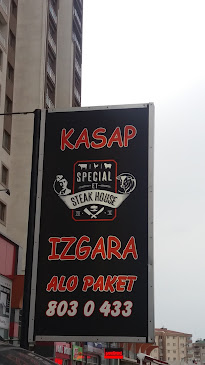 KASAP
SPECIAL
ET
STEAK HOUSE
IZGARA
ALO PAKET
803 0 433